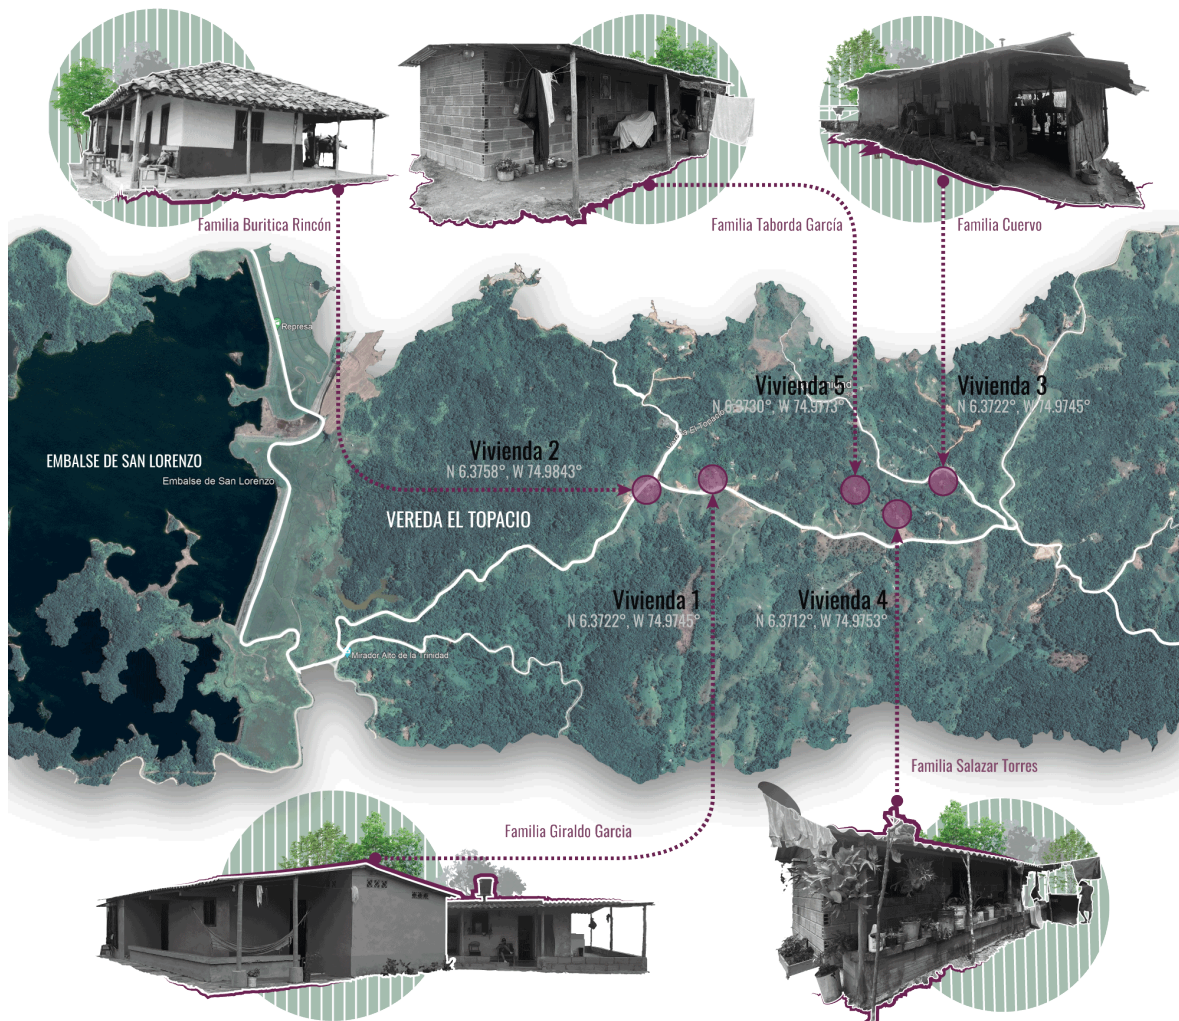 Familia Buritica Rincón
Familia Taborda García
Familia Cuervo
Represa
Vivienda 5
N 6.3730°, W 74.9773°
Vivienda 3
N 6.3722°, W 74.9745°
Vivienda 2
N 6.3758°, W 74.9843°
EMBALSE DE SAN LORENZO
Embalse de San Lorenzo
VEREDA EL TOPACIO
Vivienda 1
N 6.3722°, W 74.9745°
Vivienda 4
N 6.3712°, W 74.9753°
Mirador Alto de la Trinidad
Familia Salazar Torres
Familia Giraldo Garcia